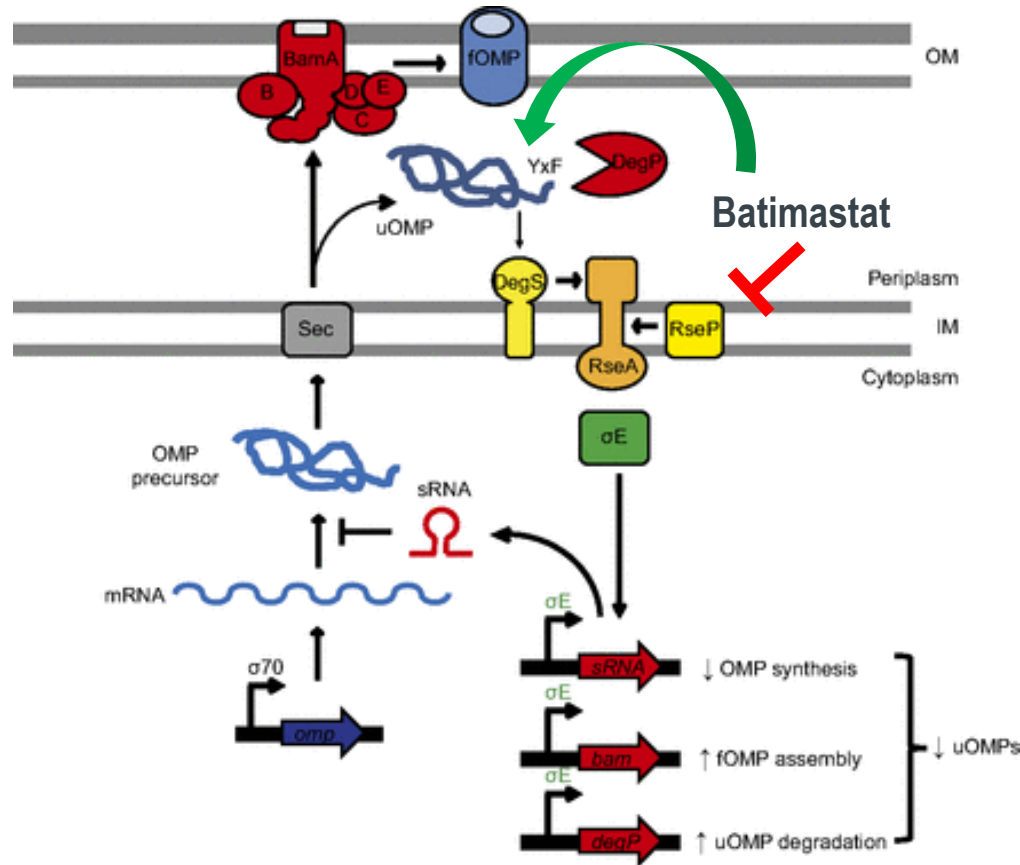 BamA
fOMP
OM
B
D
E
C
YxF
DegP
uOMP
Batimastat
DegS
Periplasm
Sec
RseP
IM
RseA
Cytoplasm
σE
OMP
precursor
sRNA
mRNA
σE
sRNA
↓ OMP synthesis
σ70
omp
σE
bam
↑ fOMP assembly
↓ uOMPs
σE
degP
↑ uOMP degradation